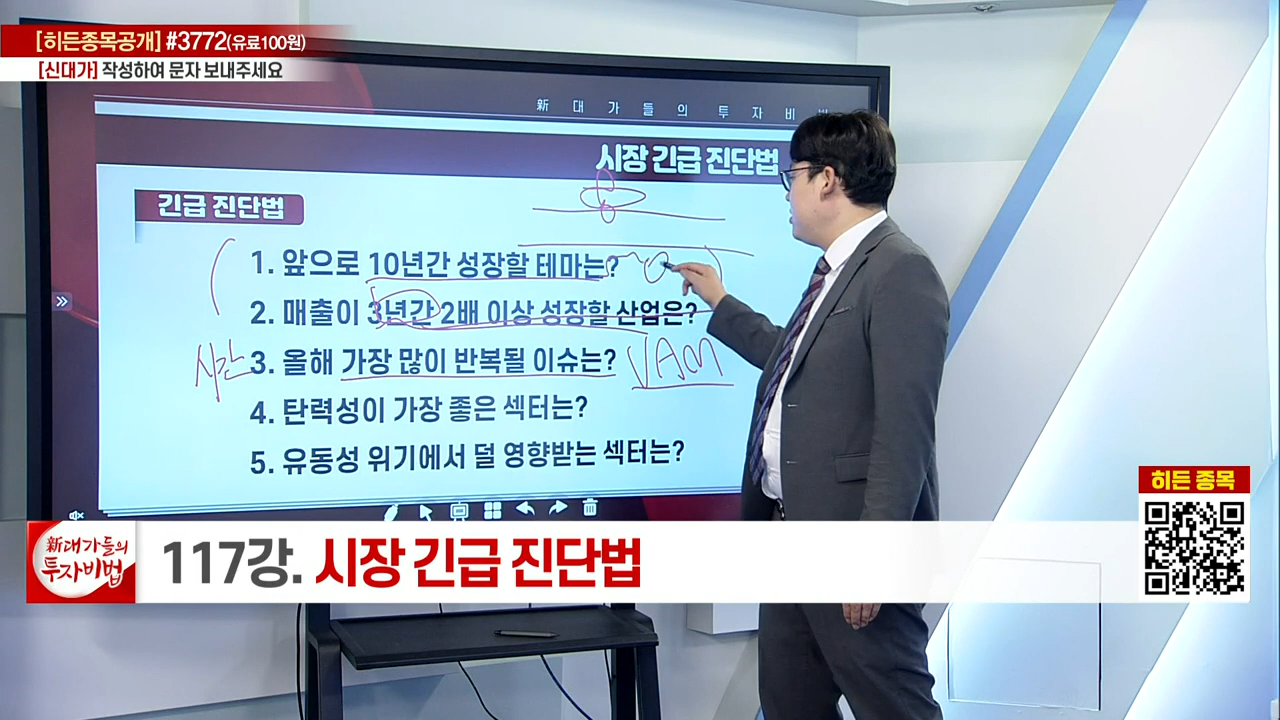 [히든종목공개] #3772(유료100원)
[신대가] 작성하여 문자 보내주세요
新 대 가 들 의 투 자 비
시장 긴급 진단법
긴급 진단법
1. 앞으로 10년간 성장할 테마는?
2. 매출이 3년간 2배 이상 성장할 산업은?
시간
3. 올해 가장 많이 반복될 이슈는?
4. 탄력성이 가장 좋은 섹터는?
5. 유동성 위기에서 덜 영향받는 섹터는?
히든 종목
新대가들의
투자비법
117강. 시장 긴급 진단법